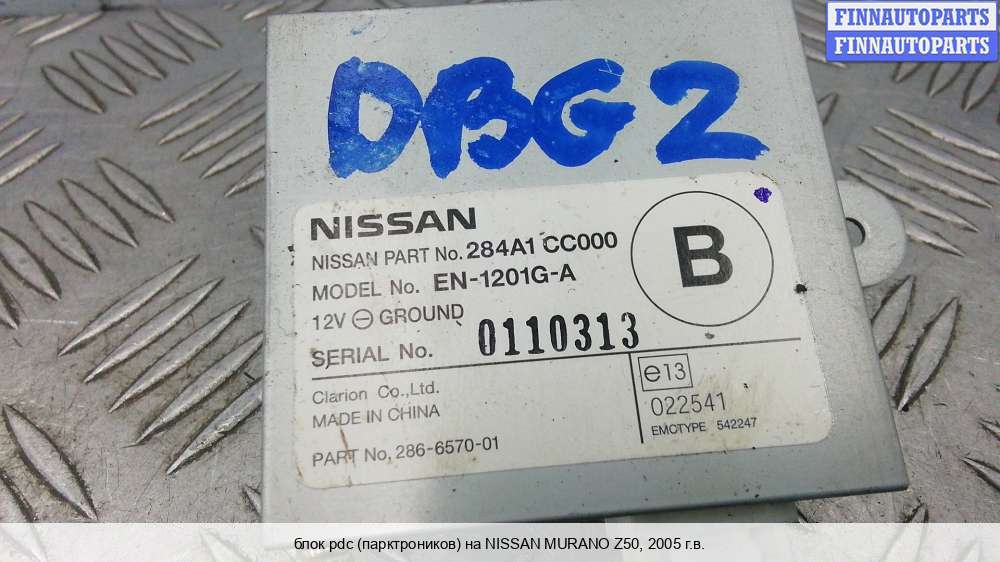 FINNAUTOPARTS
FINNAUTOPARTS
DBG2
NISSAN
NISSAN PART No. 284A1 CC000
MODEL No. EN-1201G-A
12V ⊖ GROUND
SERIAL No. 0110313
B
Clarion Co.,Ltd.
MADE IN CHINA
PART No, 286-6570-01
e13
022541
EMCTYPE 542247
блок pdc (парктроников) на NISSAN MURANO Z50, 2005 г.в.